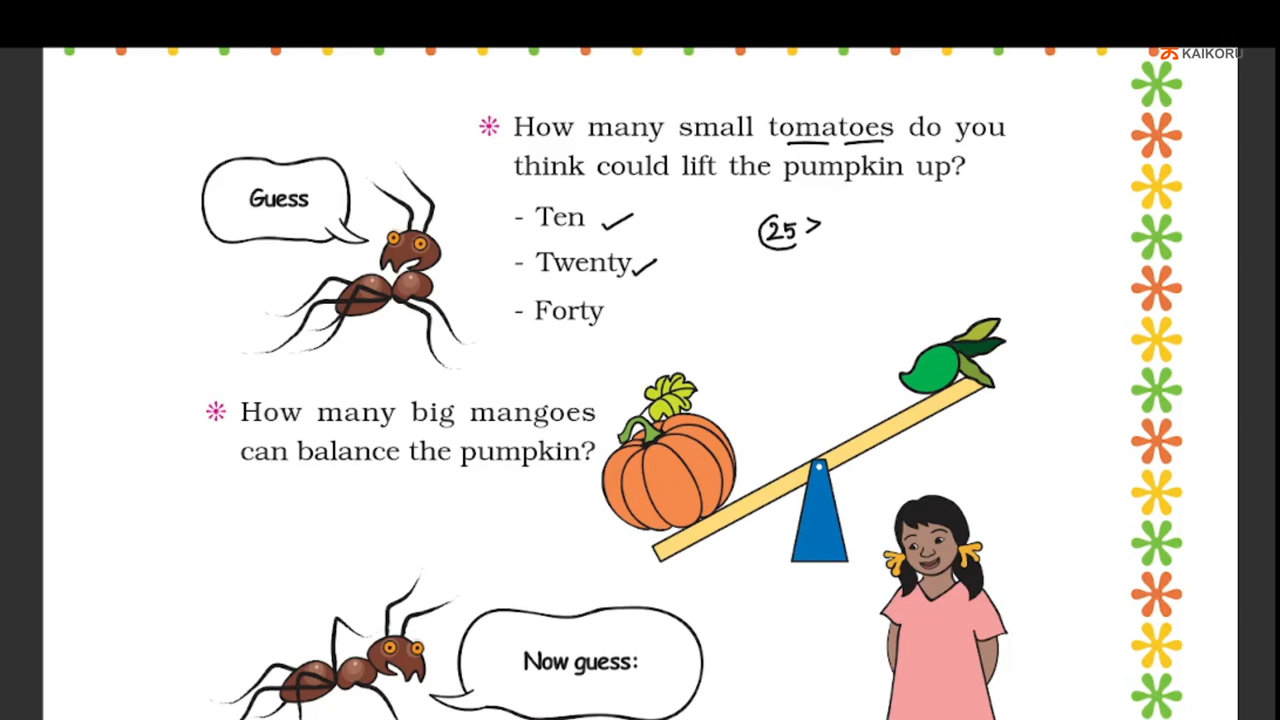 KAIKORU
How many small tomatoes do you
think could lift the pumpkin up?
Guess
- Ten
25 >
- Twenty
- Forty
How many big mangoes
can balance the pumpkin?
Now guess: